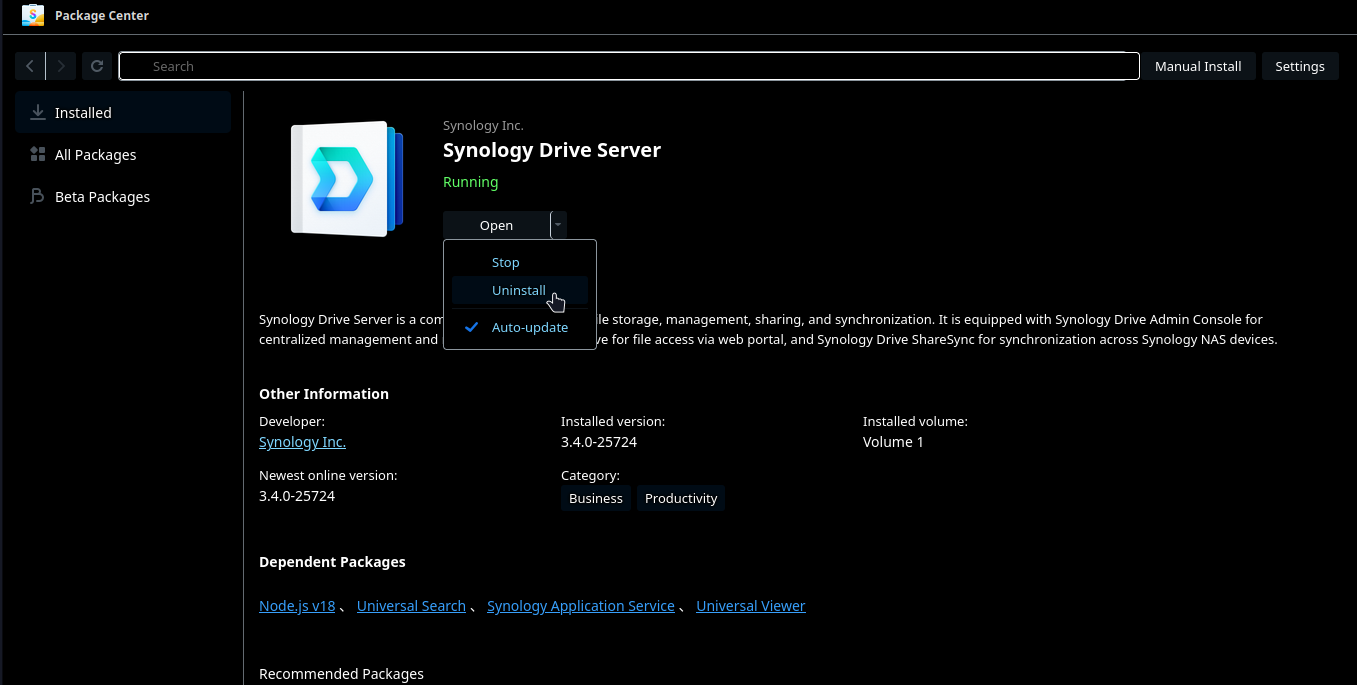 Package Center
Search
Manual Install
Settings
Installed
All Packages
Beta Packages
Synology Inc.
Synology Drive Server
Running
Open
Stop
Uninstall
Auto-update
Synology Drive Server is a com le storage, management, sharing, and synchronization. It is equipped with Synology Drive Admin Console for
centralized management and ve for file access via web portal, and Synology Drive ShareSync for synchronization across Synology NAS devices.
Other Information
Developer:
Synology Inc.
Installed version:
3.4.0-25724
Installed volume:
Volume 1
Newest online version:
3.4.0-25724
Category:
Business Productivity
Dependent Packages
Node.js v18 、 Universal Search 、 Synology Application Service 、 Universal Viewer
Recommended Packages